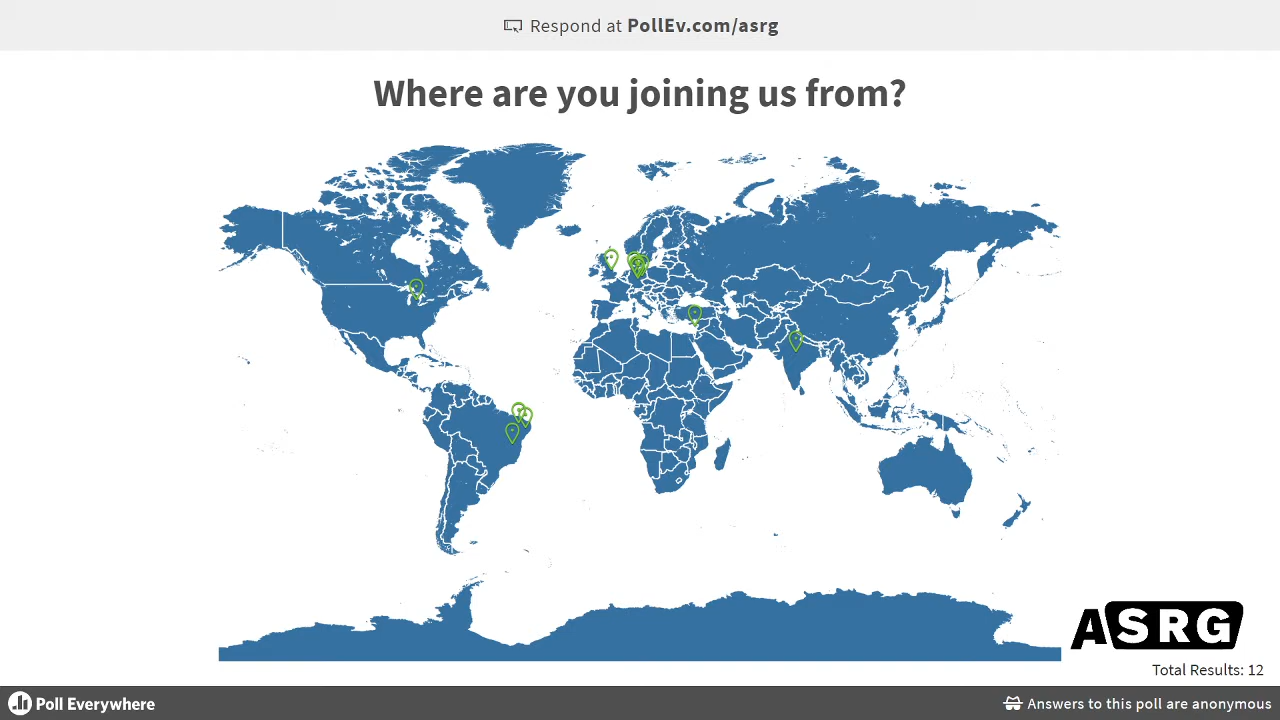 Respond at PollEv.com/asrg
Where are you joining us from?
ASRG
Total Results: 12
Poll Everywhere
Answers to this poll are anonymous